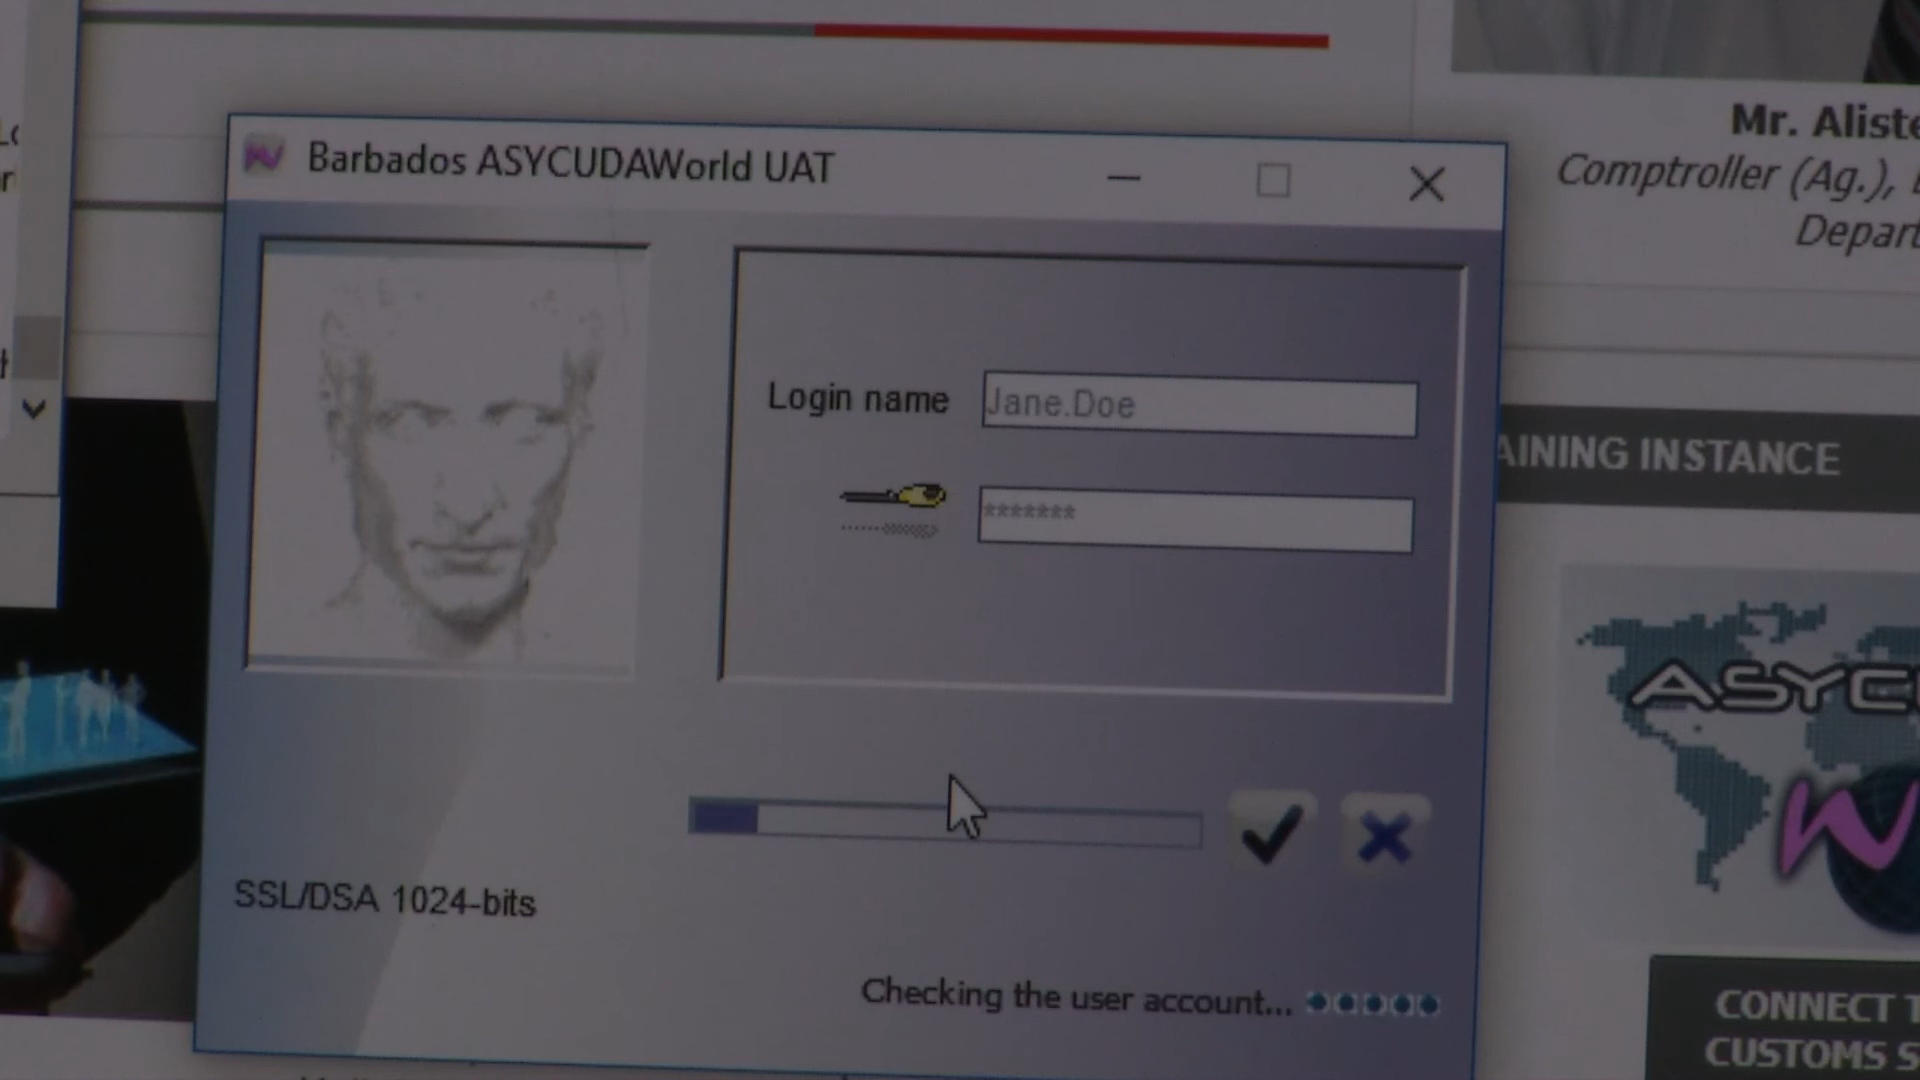 Mr. Aliste
Comptroller (Ag.),
Depart
Barbados ASYCUDAWorld UAT
Login name
Jane.Doe
*******
AINING INSTANCE
ASYC
SSL/DSA 1024-bits
Checking the user account...
CONNECT T
CUSTOMS S